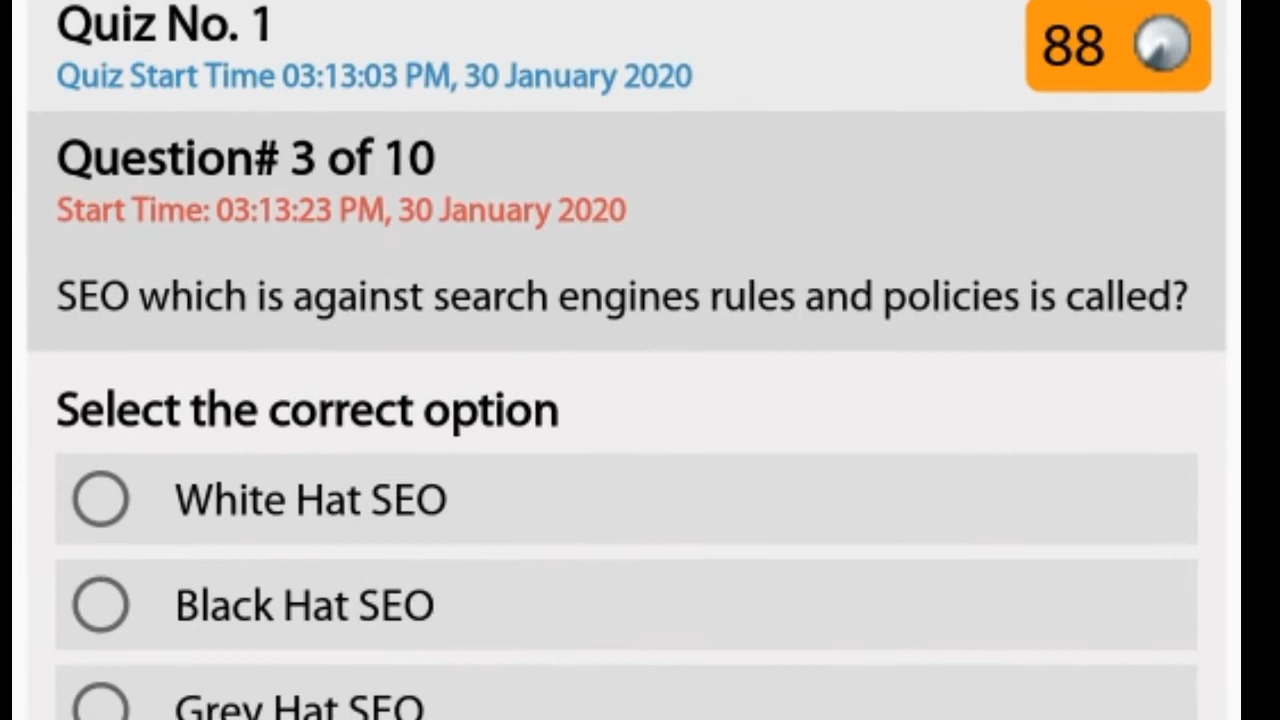 Quiz No. 1
88
Quiz Start Time 03:13:03 PM, 30 January 2020
Question# 3 of 10
Start Time: 03:13:23 PM, 30 January 2020
SEO which is against search engines rules and policies is called?
Select the correct option
White Hat SEO
Black Hat SEO
Grey Hat SEO